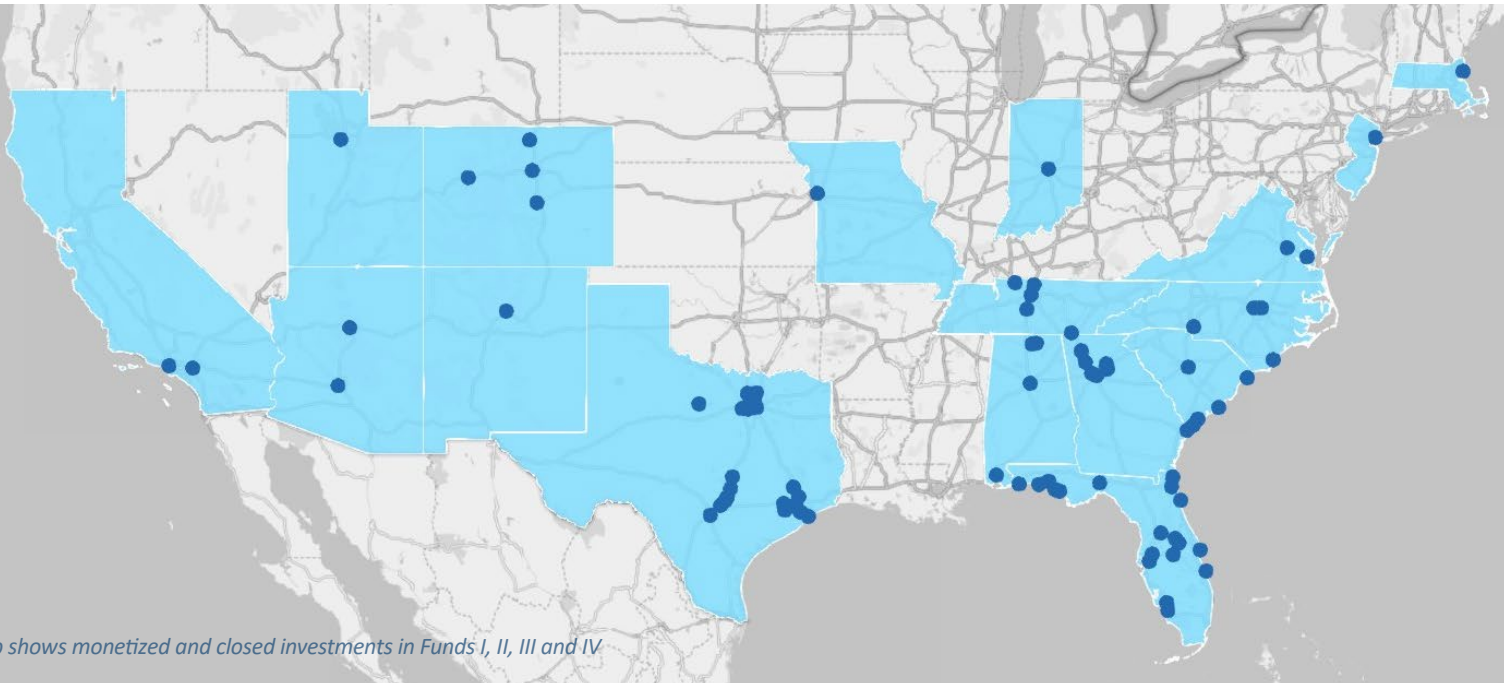 shows monetized and closed investments in Funds I, II, III and IV